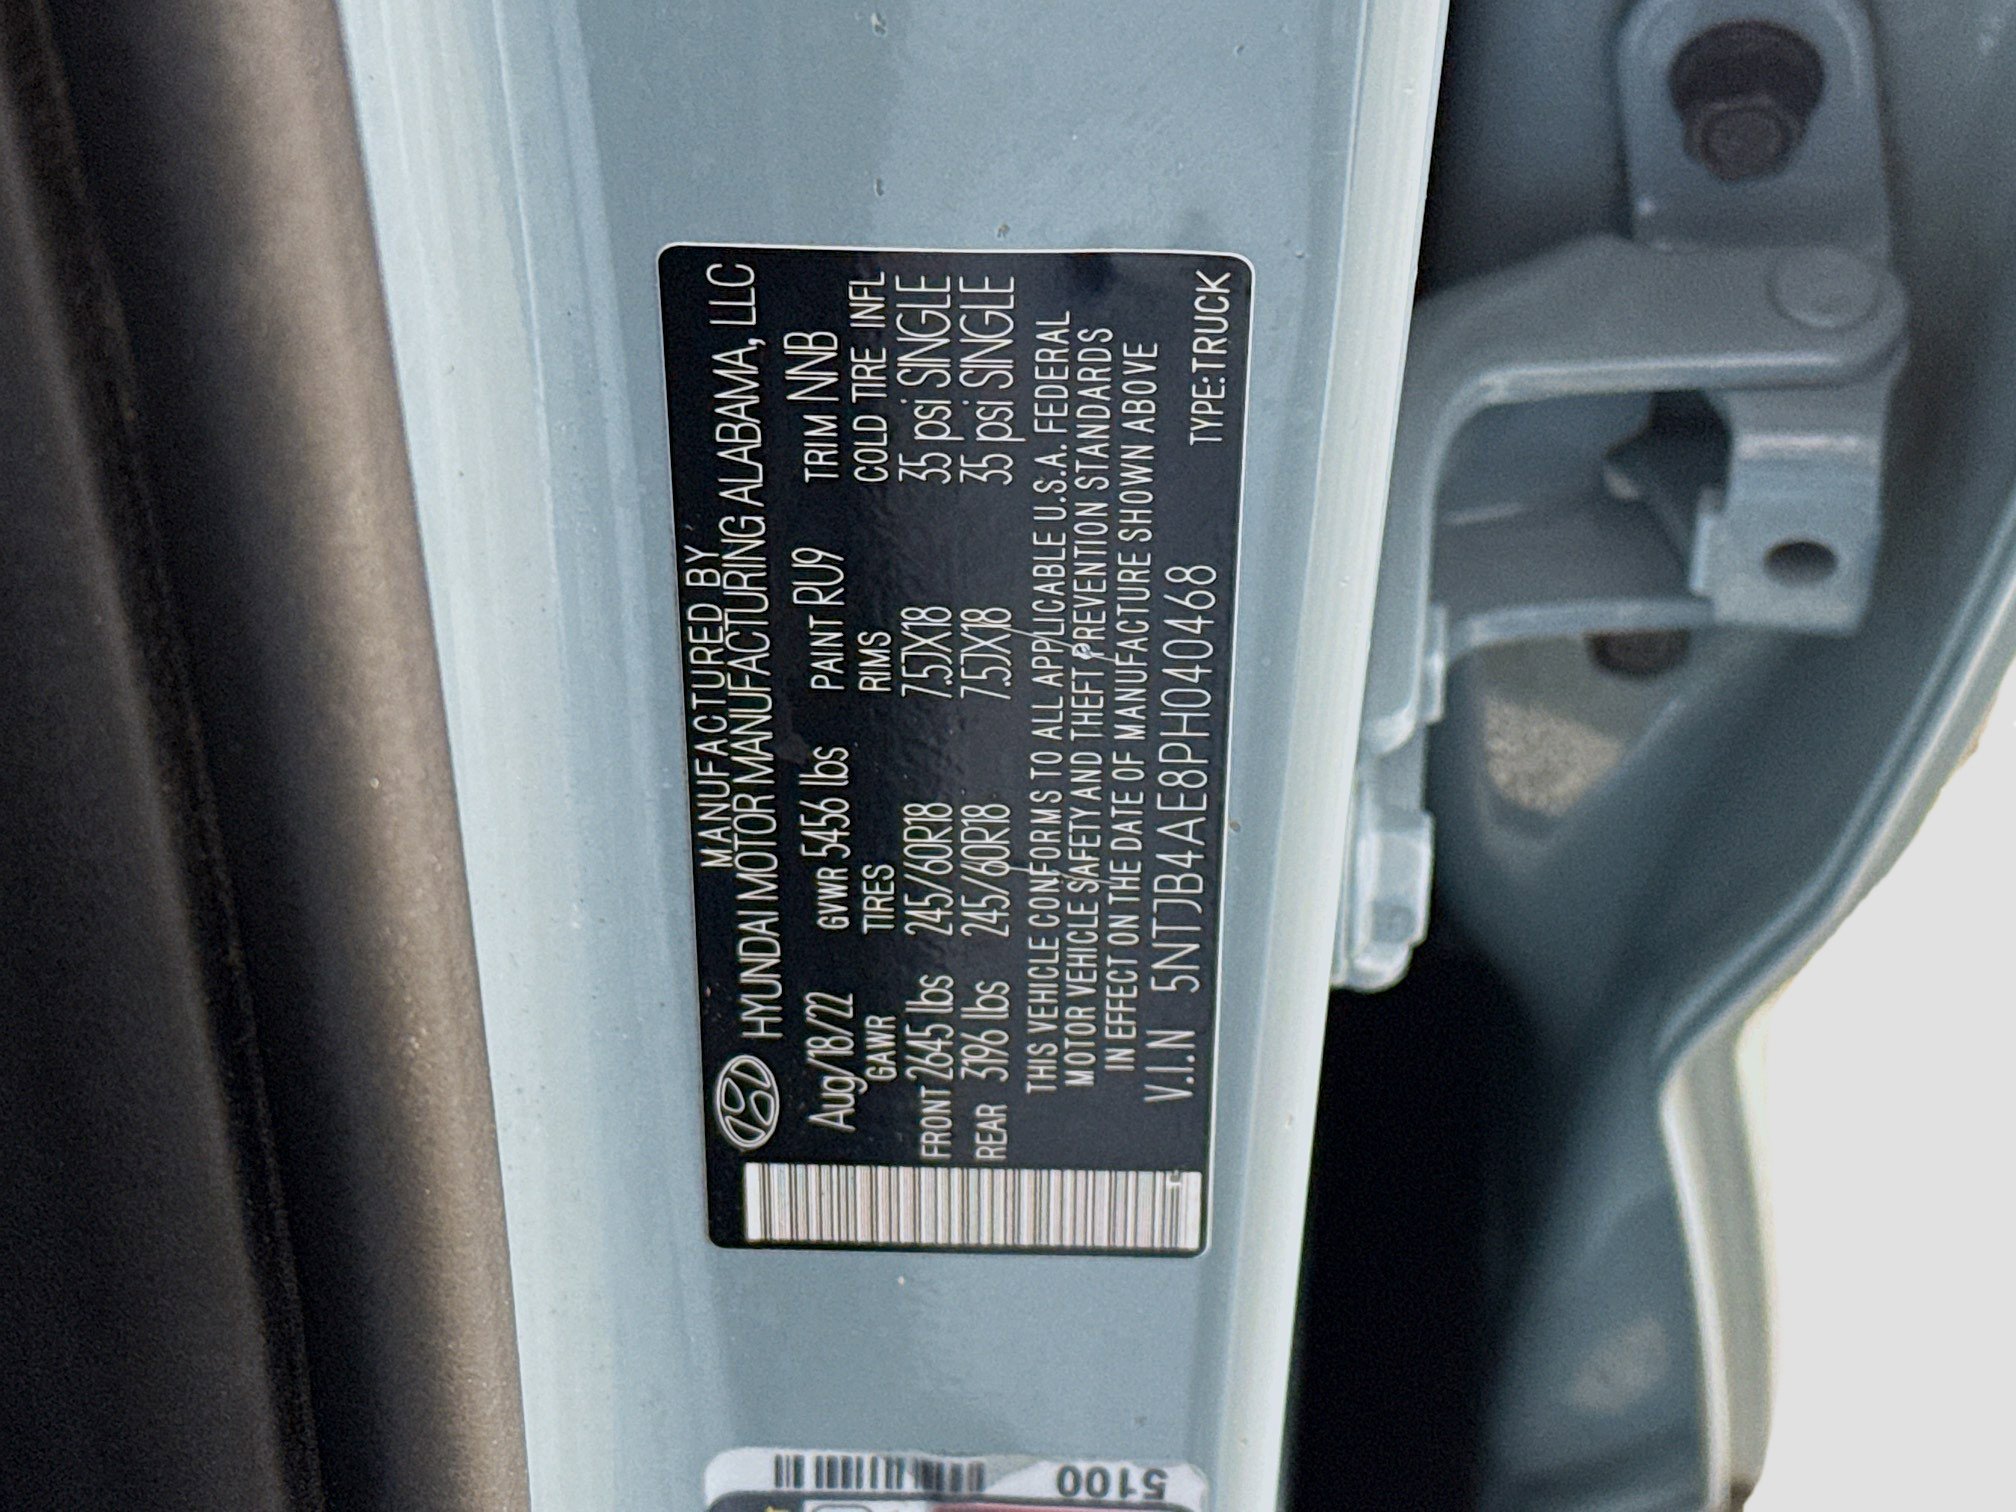 MANUFACTURED BY
HYUNDAI MOTOR MANUFACTURING ALABAMA, LLC
Aug/18/22 GVWR 5456 lbs PAINT RU9 TRIM NNB
GAWR TIRES RIMS COLD TIRE INFL
FRONT 2645 lbs 245/60R18 7.5JX18 35 psi SINGLE
REAR 3196 lbs 245/60R18 7.5JX18 35 psi SINGLE
THIS VEHICLE CONFORMS TO ALL APPLICABLE U.S.A. FEDERAL
MOTOR VEHICLE SAFETY AND THEFT PREVENTION STANDARDS
IN EFFECT ON THE DATE OF MANUFACTURE SHOWN ABOVE
V.I.N 5NTJB4AE8PH040468 TYPE:TRUCK
5100